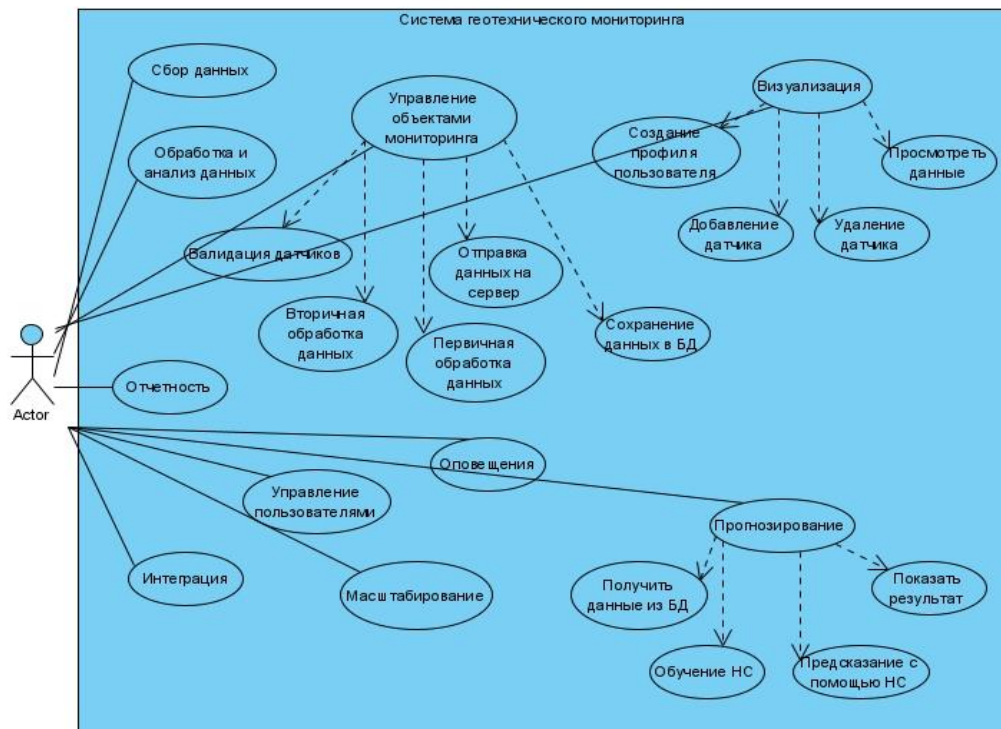 Система геотехнического мониторинга
Сбор данных
Обработка и
анализ данных
Управление
объектами
мониторинга
Визуализация
Создание
профиля
пользователя
Просмотреть
данные
Добавление
датчика
Удаление
датчика
Валидация датчиков
Отправка
данных на
сервер
Вторичная
обработка
данных
Первичная
обработка
данных
Сохранение
данных в БД
Actor
Отчетность
Оповещения
Управление
пользователями
Интеграция
Масштабирование
Прогнозирование
Получить
данные из БД
Показать
результат
Обучение НС
Предсказание с
помощью НС